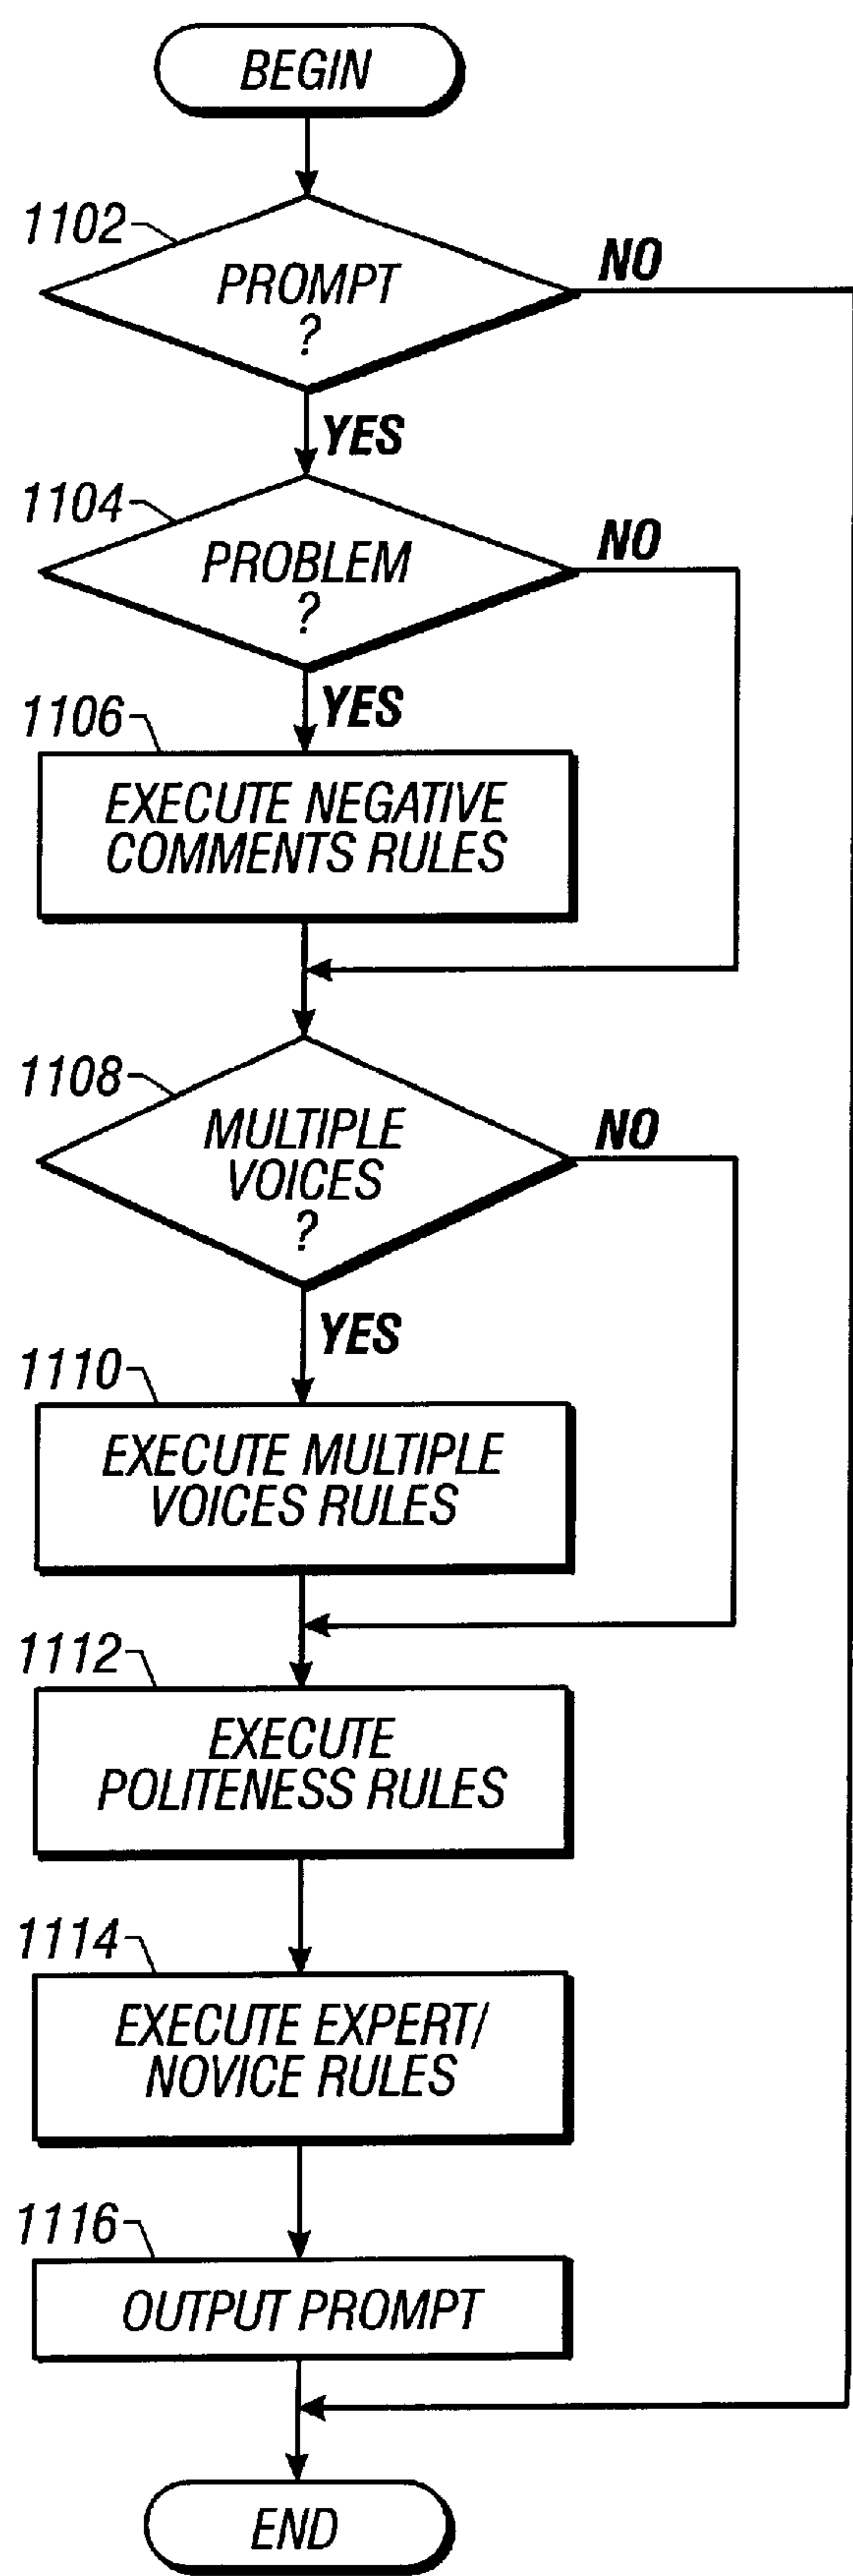 BEGIN
1102
PROMPT
?
NO
YES
1104
PROBLEM
?
NO
YES
1106
EXECUTE NEGATIVE
COMMENTS RULES
1108
MULTIPLE
VOICES
?
NO
YES
1110
EXECUTE MULTIPLE
VOICES RULES
1112
EXECUTE
POLITENESS RULES
1114
EXECUTE EXPERT/
NOVICE RULES
1116
OUTPUT PROMPT
END